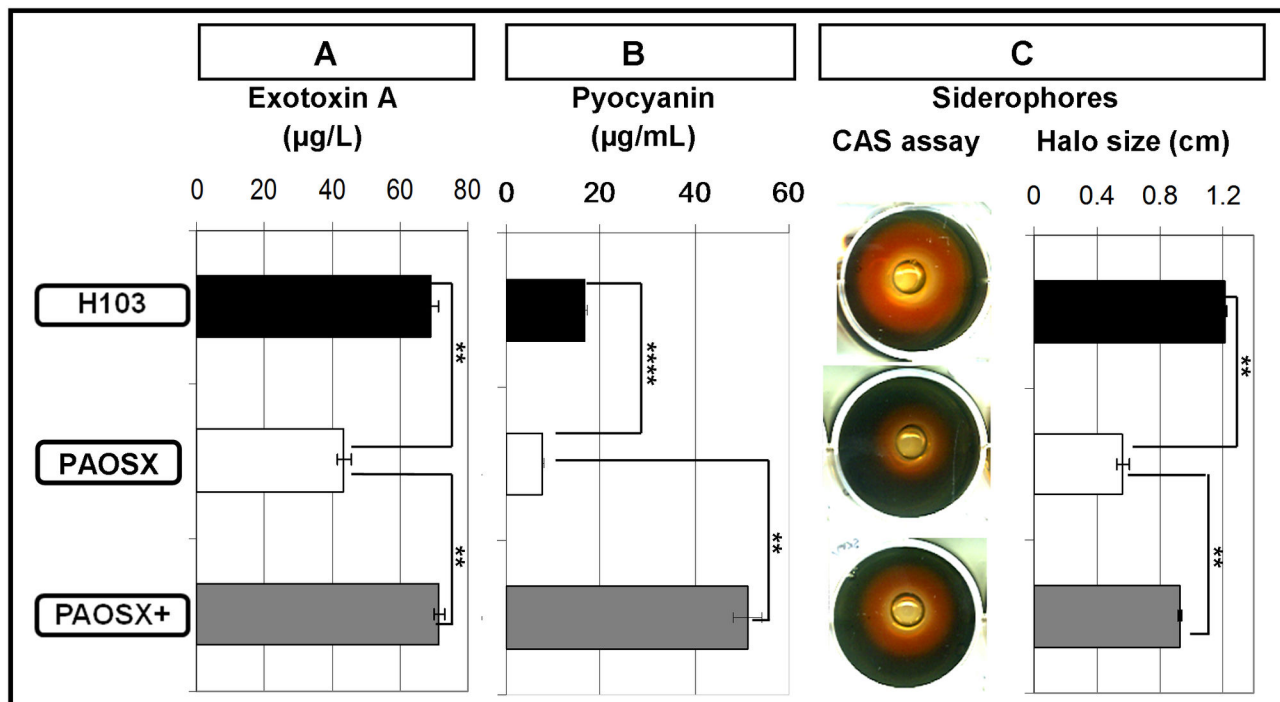 A
B
C
Exotoxin A
(µg/L)
Pyocyanin
(µg/mL)
Siderophores
CAS assay
Halo size (cm)
0 20 40 60 80
0 20 40 60
0 0.4 0.8 1.2
H103
**
****
**
PAOSX
**
**
**
PAOSX+